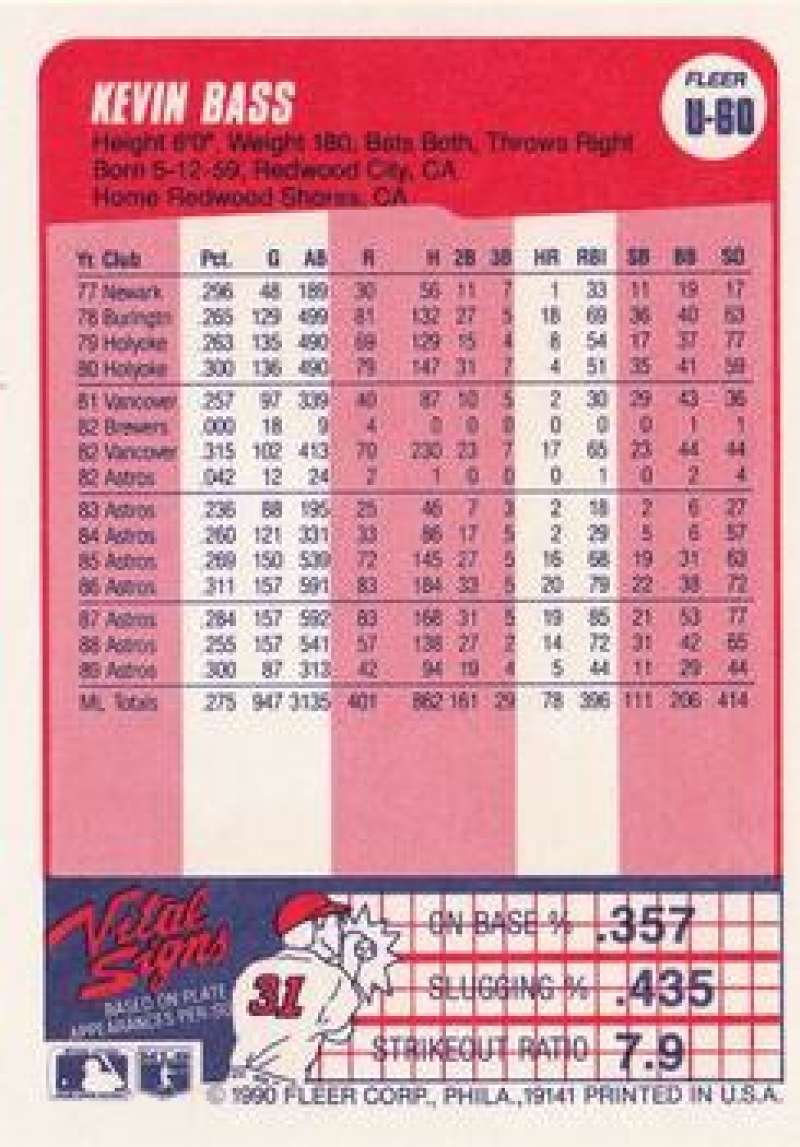 KEVIN BASS
FLEER
U-60
Height 6'0", Weight 180, Bats Both, Throws Right
Born 5-12-59, Redwood City, CA
Home Redwood Shores, CA
Yr Club Pct. G AB R H 2B 3B HR RBI SB BB SO
77 Newark .296 48 189 30 56 11 7 1 33 11 19 17
78 Buringtn .265 129 499 81 132 27 5 18 69 36 40 63
79 Holyoke .263 135 490 69 129 15 4 8 54 17 37 77
80 Holyoke .300 136 490 79 147 31 7 4 51 35 41 59
81 Vancover .257 97 339 40 87 10 5 2 30 29 43 36
82 Brewers .000 18 9 4 0 0 0 0 0 0 1 1
82 Vancover .315 102 413 70 230 23 7 17 65 23 44 44
82 Astros .042 12 24 2 1 0 0 0 1 0 2 4
83 Astros .236 88 195 25 46 7 3 2 18 2 6 27
84 Astros .260 121 331 33 86 17 5 2 29 5 6 57
85 Astros .269 150 539 72 145 27 5 16 68 19 31 63
86 Astros .311 157 591 83 184 33 5 20 79 22 38 72
87 Astros .284 157 592 83 168 31 5 19 85 21 53 77
88 Astros .255 157 541 57 138 27 2 14 72 31 42 65
89 Astros .300 87 313 42 94 19 4 5 44 11 29 44
ML Totals .275 947 3135 401 862 161 29 78 396 111 206 414
Vital Signs
BASED ON PLATE
APPEARANCES PER/90
31
ON BASE % .357
SLUGGING % .435
STRIKEOUT RATIO 7.9
© 1990 FLEER CORP., PHILA., 19141 PRINTED IN U.S.A.